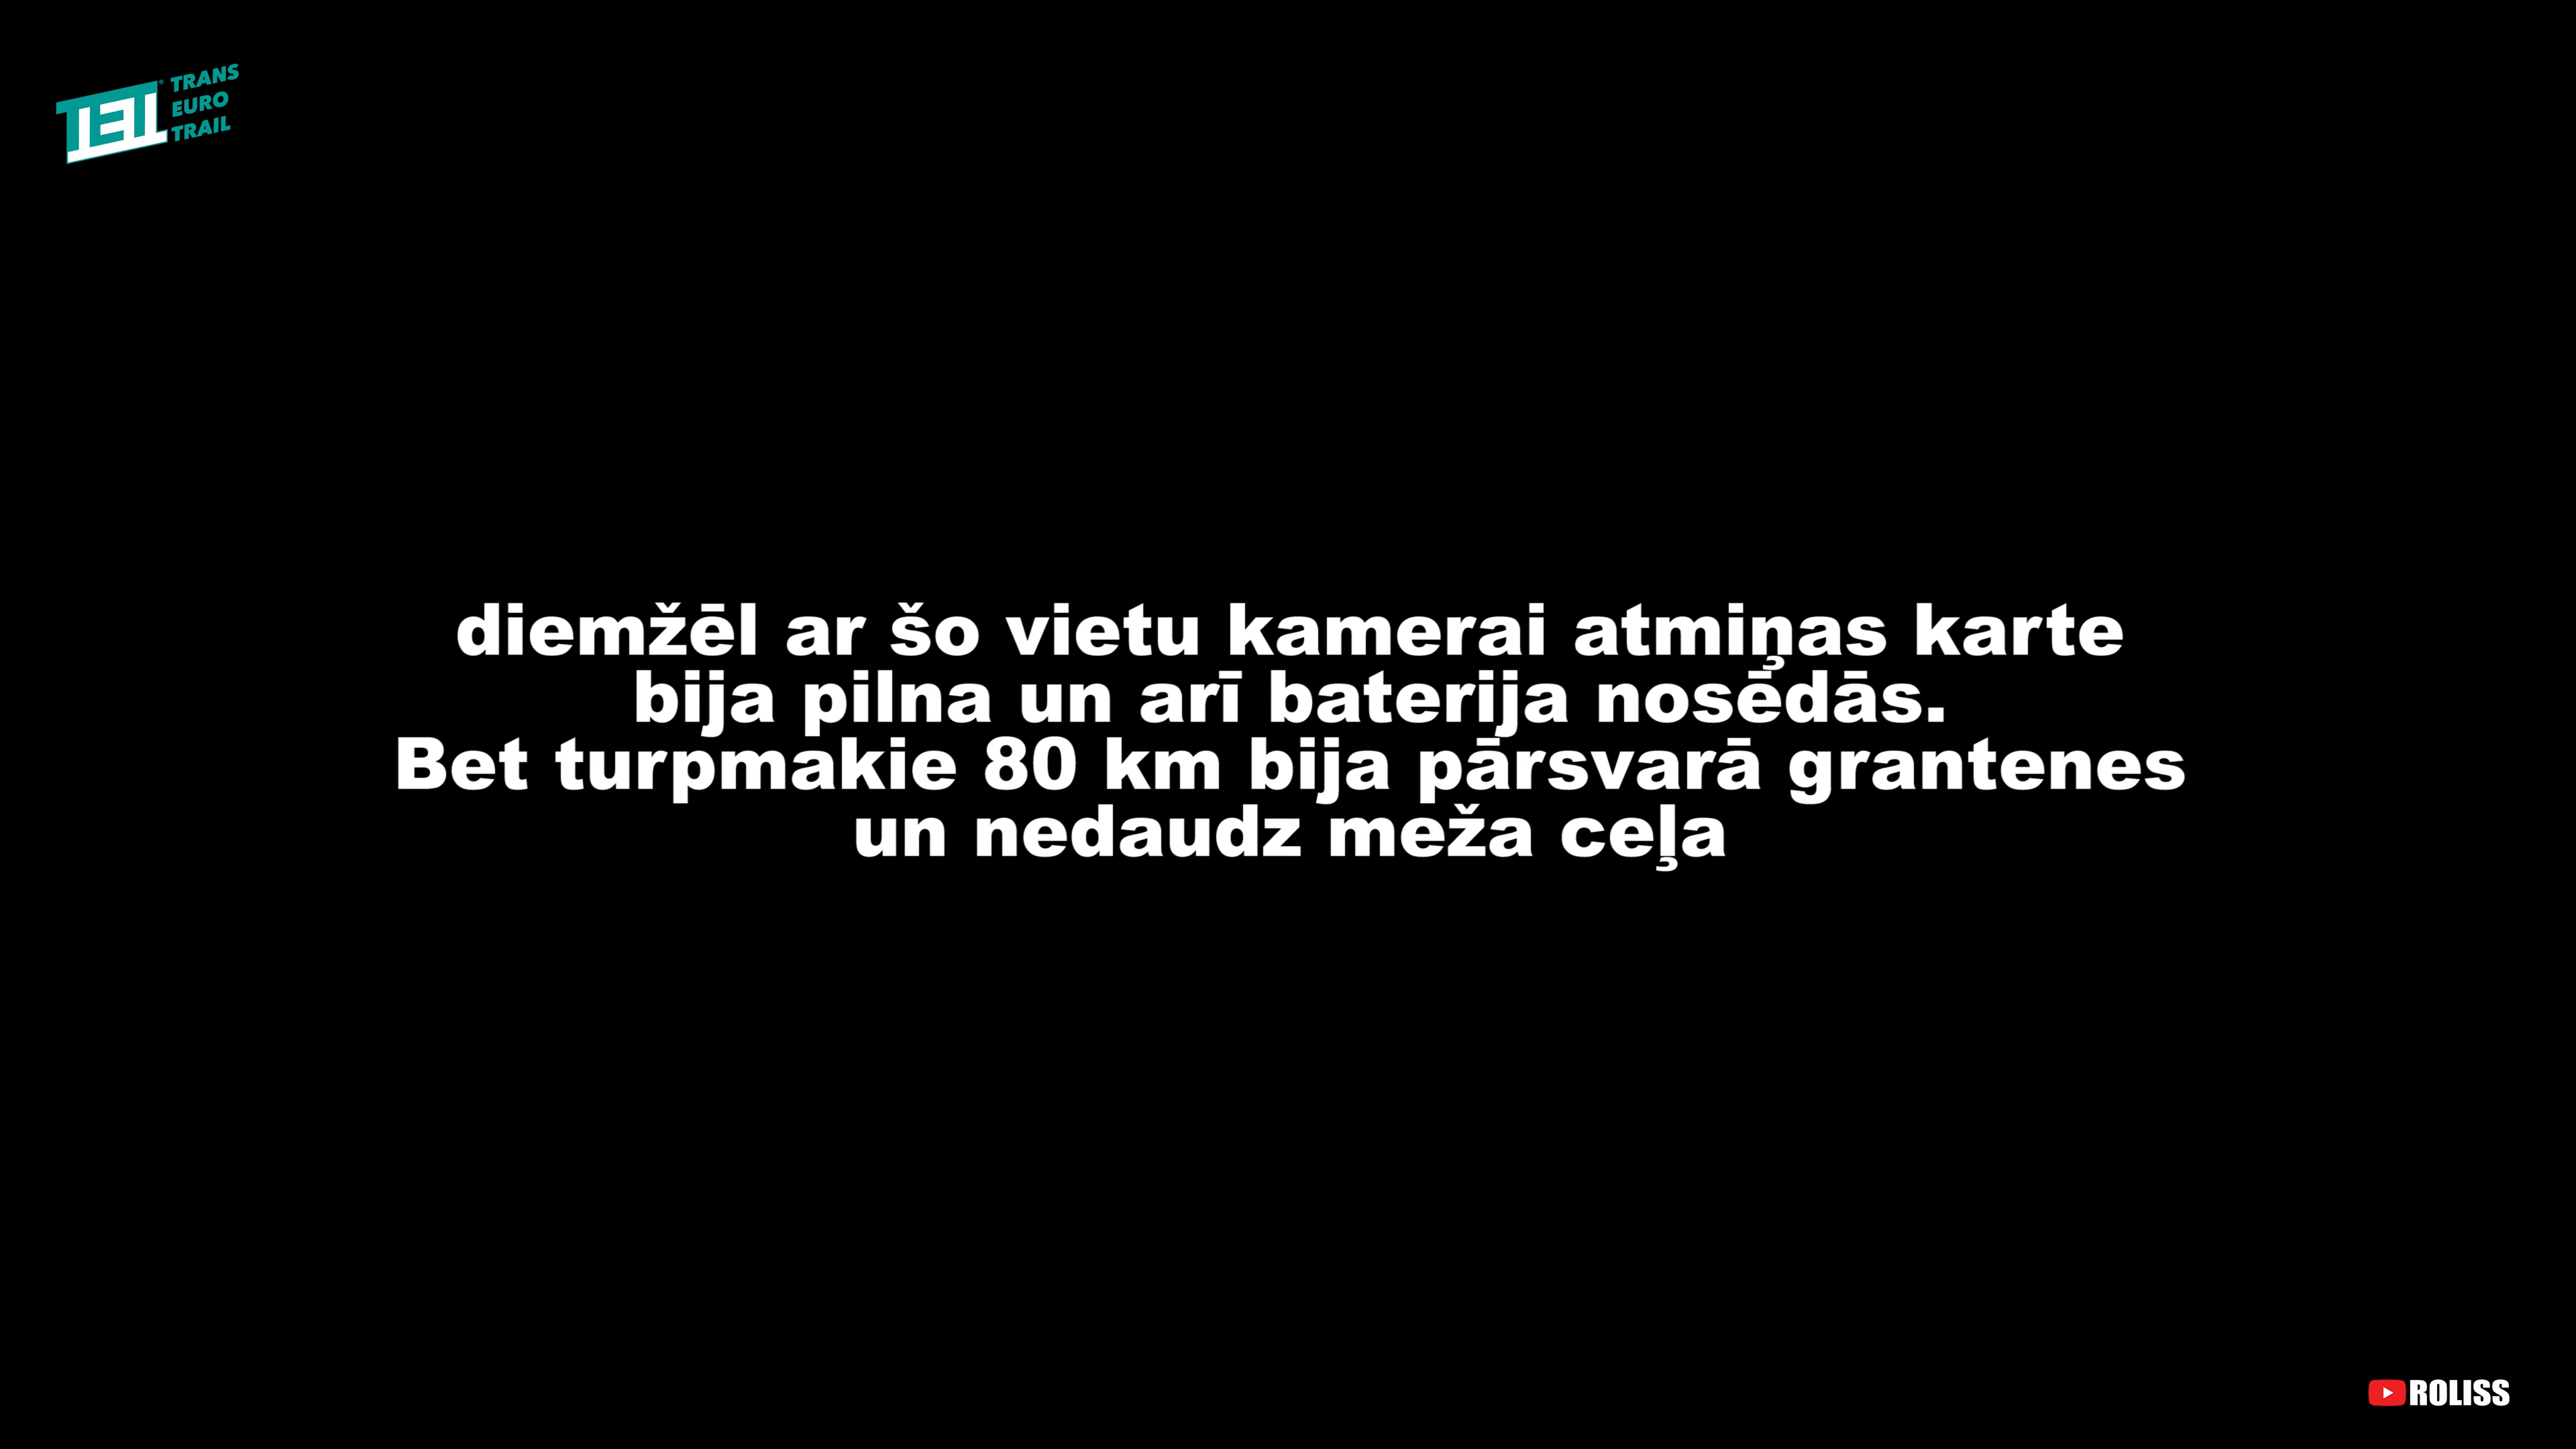 TET® TRANS
EURO
TRAIL
diemžēl ar šo vietu kamerai atmiņas karte
bija pilna un arī baterija nosēdās.
Bet turpmakie 80 km bija pārsvarā grantenes
un nedaudz meža ceļa
ROLISS